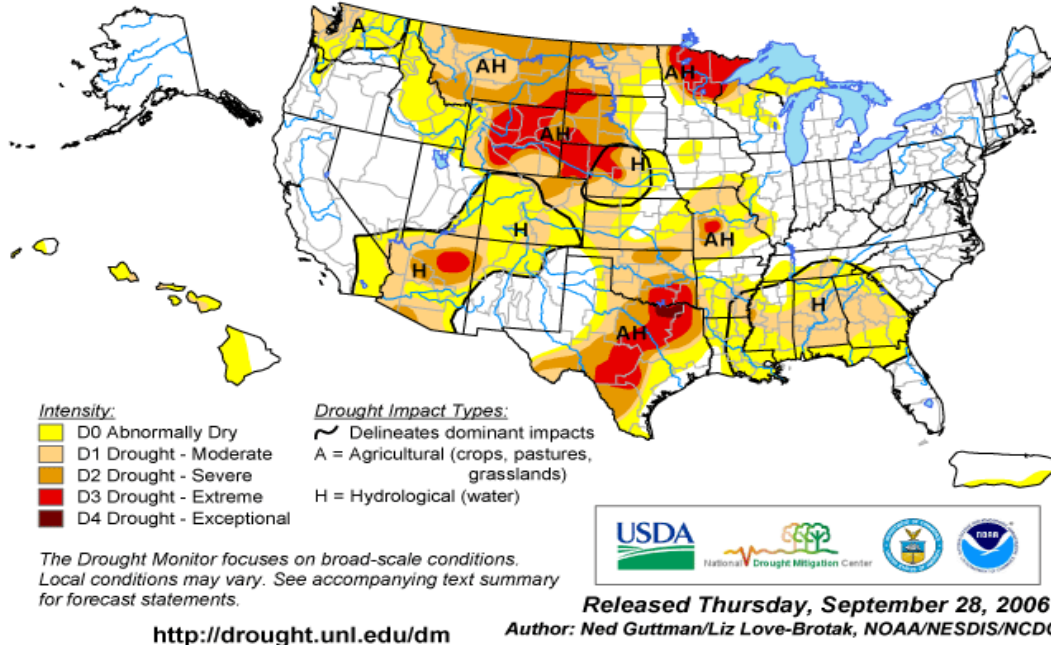 A
AH
AH
AH
H
AH
H
H
AH
H
Intensity:
D0 Abnormally Dry
D1 Drought - Moderate
D2 Drought - Severe
D3 Drought - Extreme
D4 Drought - Exceptional
Drought Impact Types:
Delineates dominant impacts
A = Agricultural (crops, pastures,
grasslands)
H = Hydrological (water)
The Drought Monitor focuses on broad-scale conditions.
Local conditions may vary. See accompanying text summary
for forecast statements.
http://drought.unl.edu/dm
USDA
National Drought Mitigation Center
NOAA
Released Thursday, September 28, 2006
Author: Ned Guttman/Liz Love-Brotak, NOAA/NESDIS/NCDC